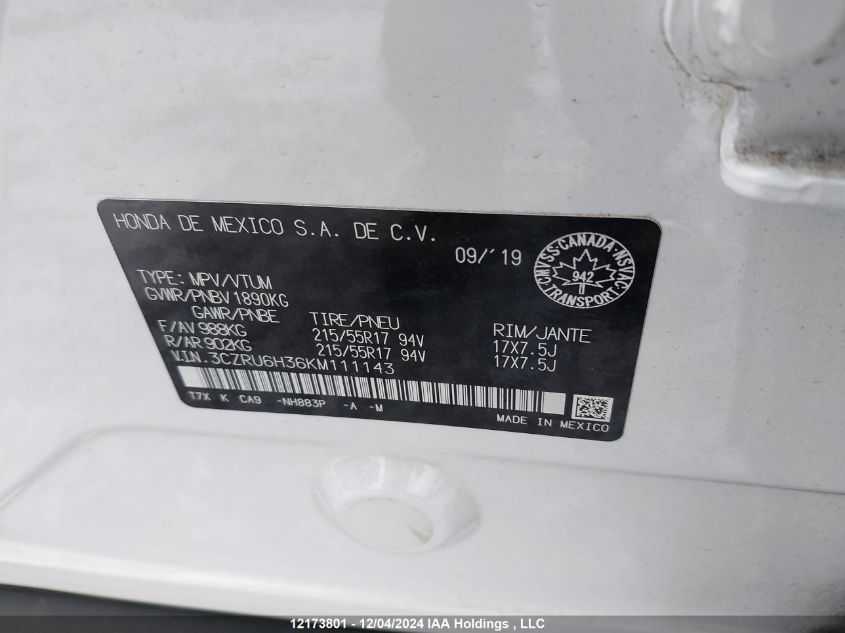 HONDA DE MEXICO S.A. DE C.V.
09/'19
CMVSS·CANADA·NSVAC
942
TRANSPORT
TYPE: MPV/VTUM
GVWR/PNBV 1890KG
GAWR/PNBE TIRE/PNEU RIM/JANTE
F/AV 988KG 215/55R17 94V 17X7.5J
R/AR 902KG 215/55R17 94V 17X7.5J
V.I.N. 3CZRU6H36KM111143
T7X K CA9 -NH883P -A -M
MADE IN MEXICO
12173801 - 12/04/2024 IAA Holdings , LLC